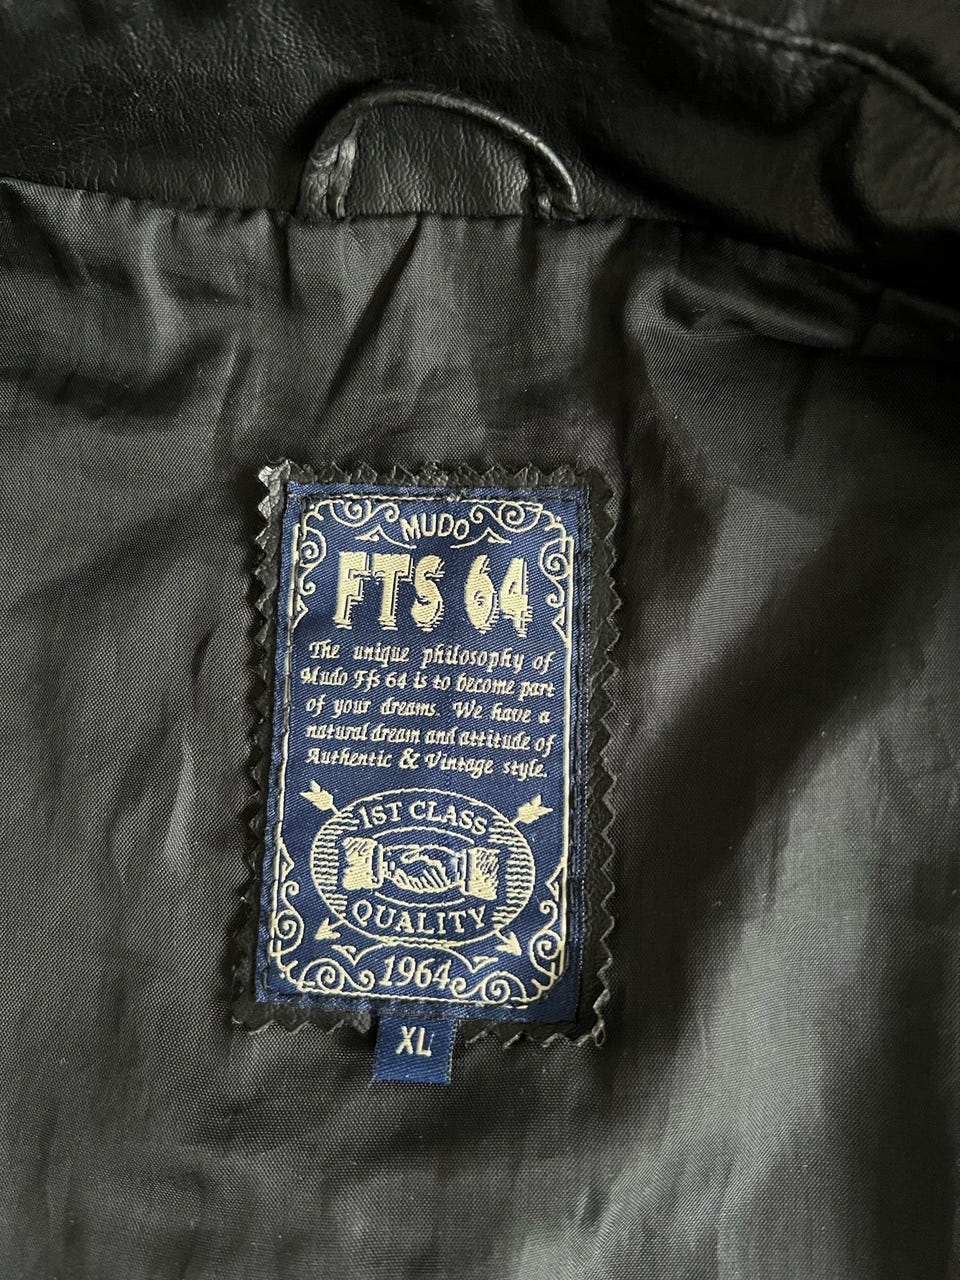 MUDO
FTS 64
The unique philosophy of
Mudo Ffs 64 is to become part
of your dreams. We have a
natural dream and attitude of
Authentic & Vintage style.
1ST CLASS
QUALITY
1964
XL